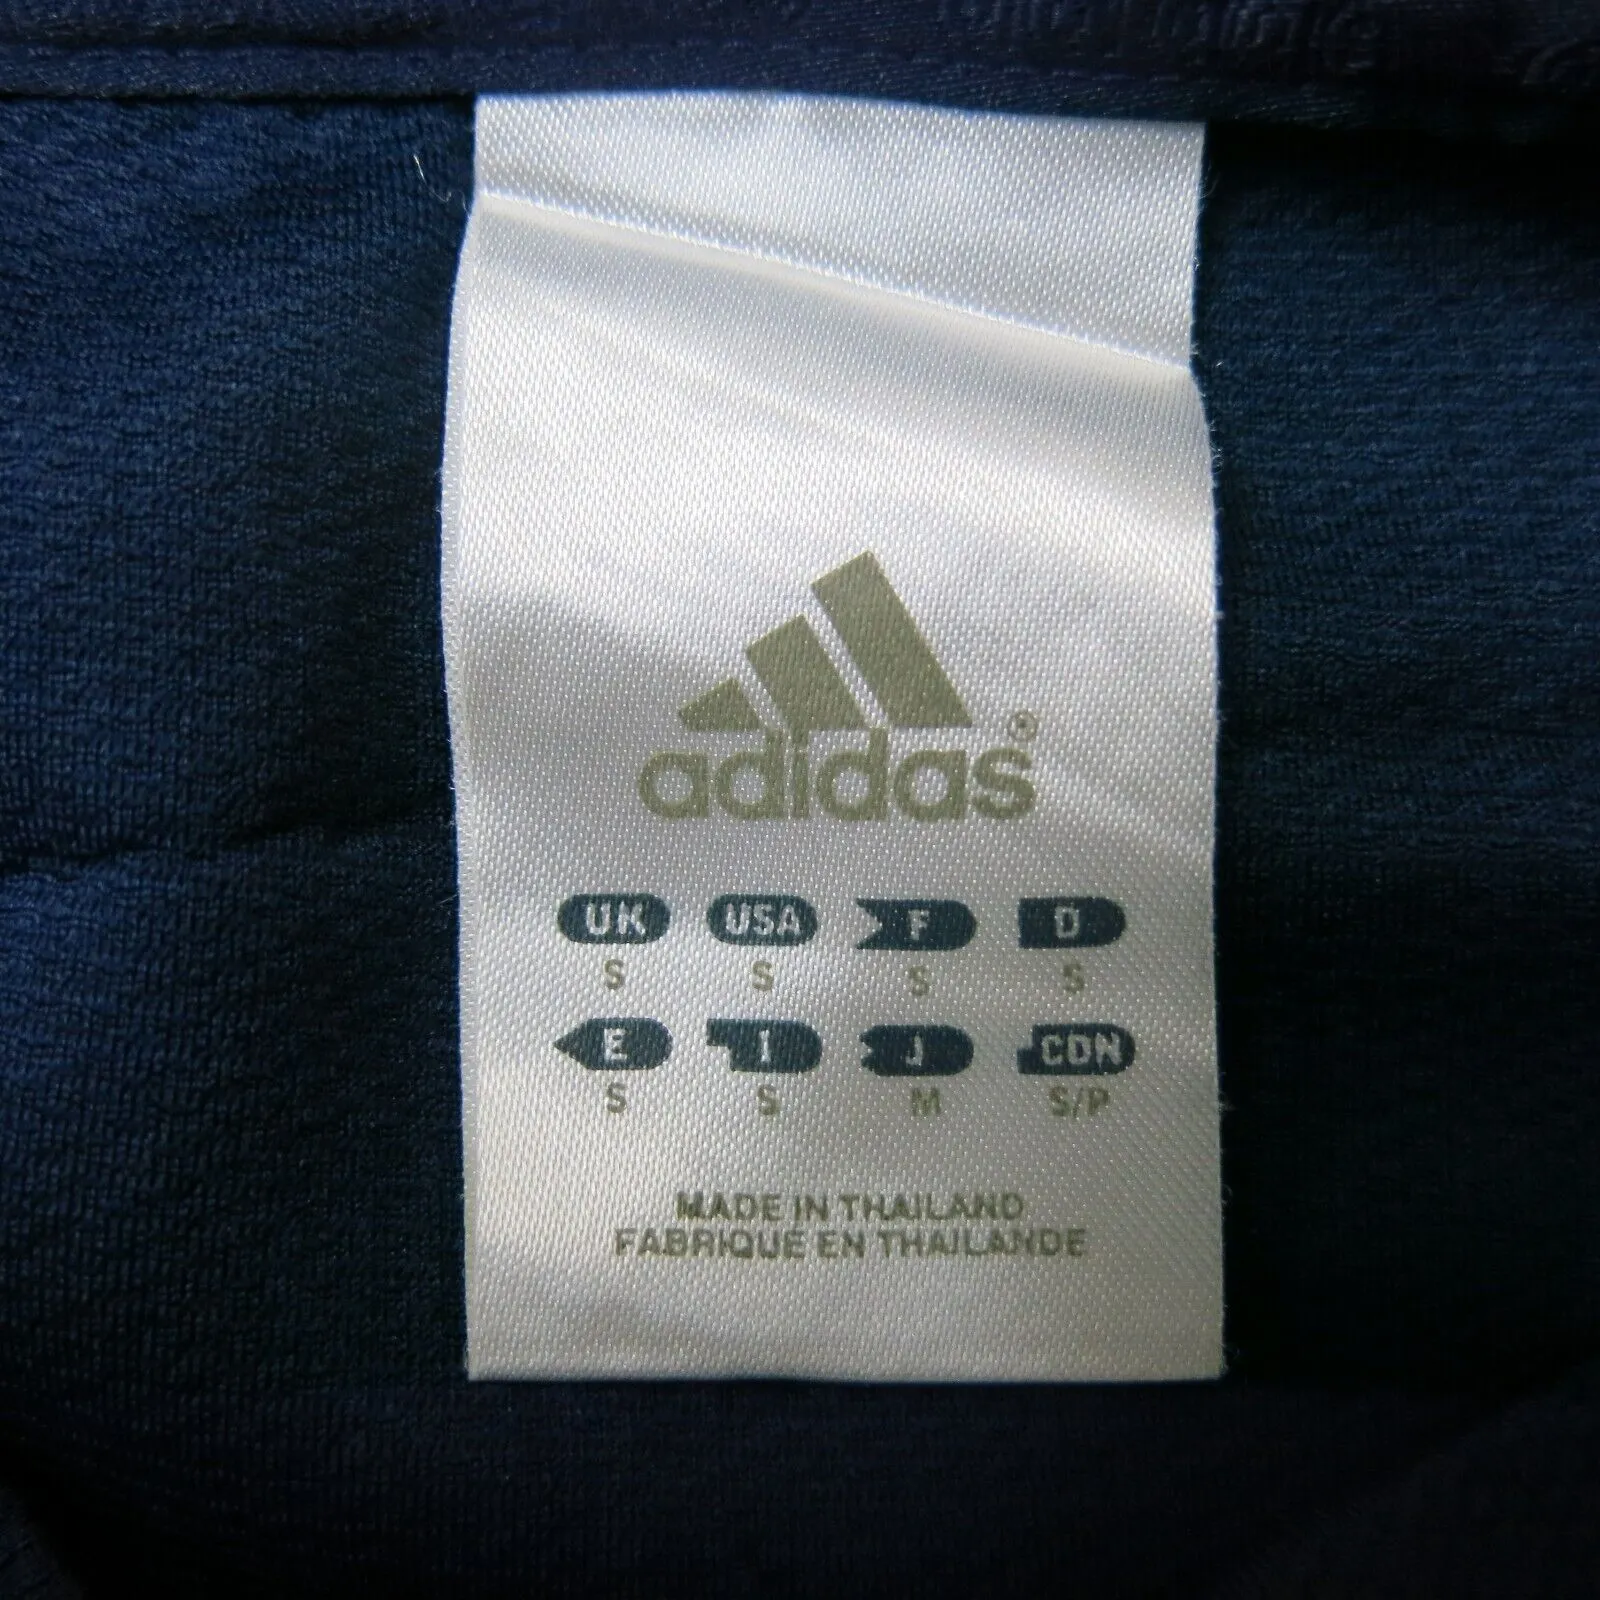 adidas®
UK USA F D
S S S S
E I J CDN
S S M S/P
MADE IN THAILAND
FABRIQUE EN THAILANDE